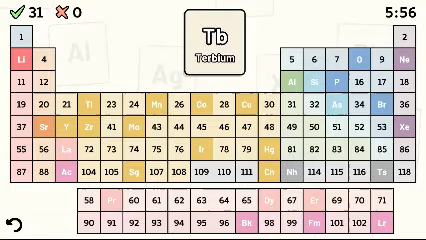 31 0 5:56
Tb
Terbium
Al
Ag
1 2
Li 4 5 6 7 O 9 Ne
11 12 Al Si P 16 17 18
19 20 21 Ti 23 24 Mn 26 Co 28 Cu 30 31 32 As 34 Br 36
37 Sr Y Zr 41 Mo 43 44 45 46 47 48 49 50 51 52 53 Xe
55 56 La 72 73 74 75 76 Ir 78 79 Hg 81 82 83 84 85 86
87 88 Ac 104 105 Sg 107 108 109 110 111 Cn Nh 114 115 116 Ts 118
58 Pr 60 61 62 63 64 65 Dy 67 Er 69 70 71
90 91 92 93 94 95 96 Bk 98 99 Fm 101 102 Lr